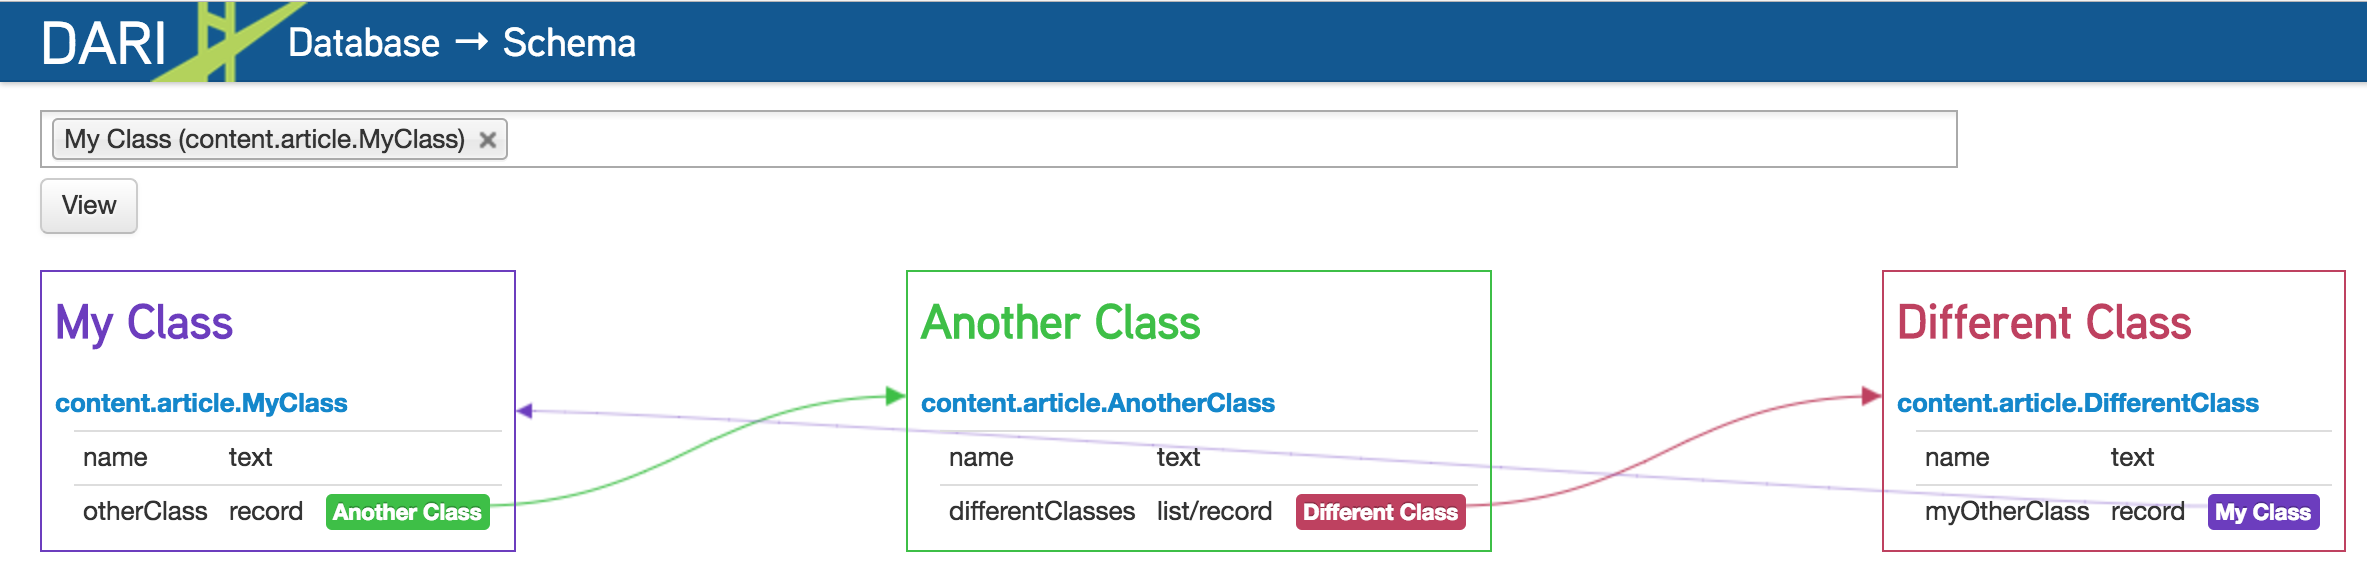 DARI Database → Schema
My Class (content.article.MyClass) ×
View
My Class
content.article.MyClass
name text
otherClass record Another Class
Another Class
content.article.AnotherClass
name text
differentClasses list/record Different Class
Different Class
content.article.DifferentClass
name text
myOtherClass record My Class